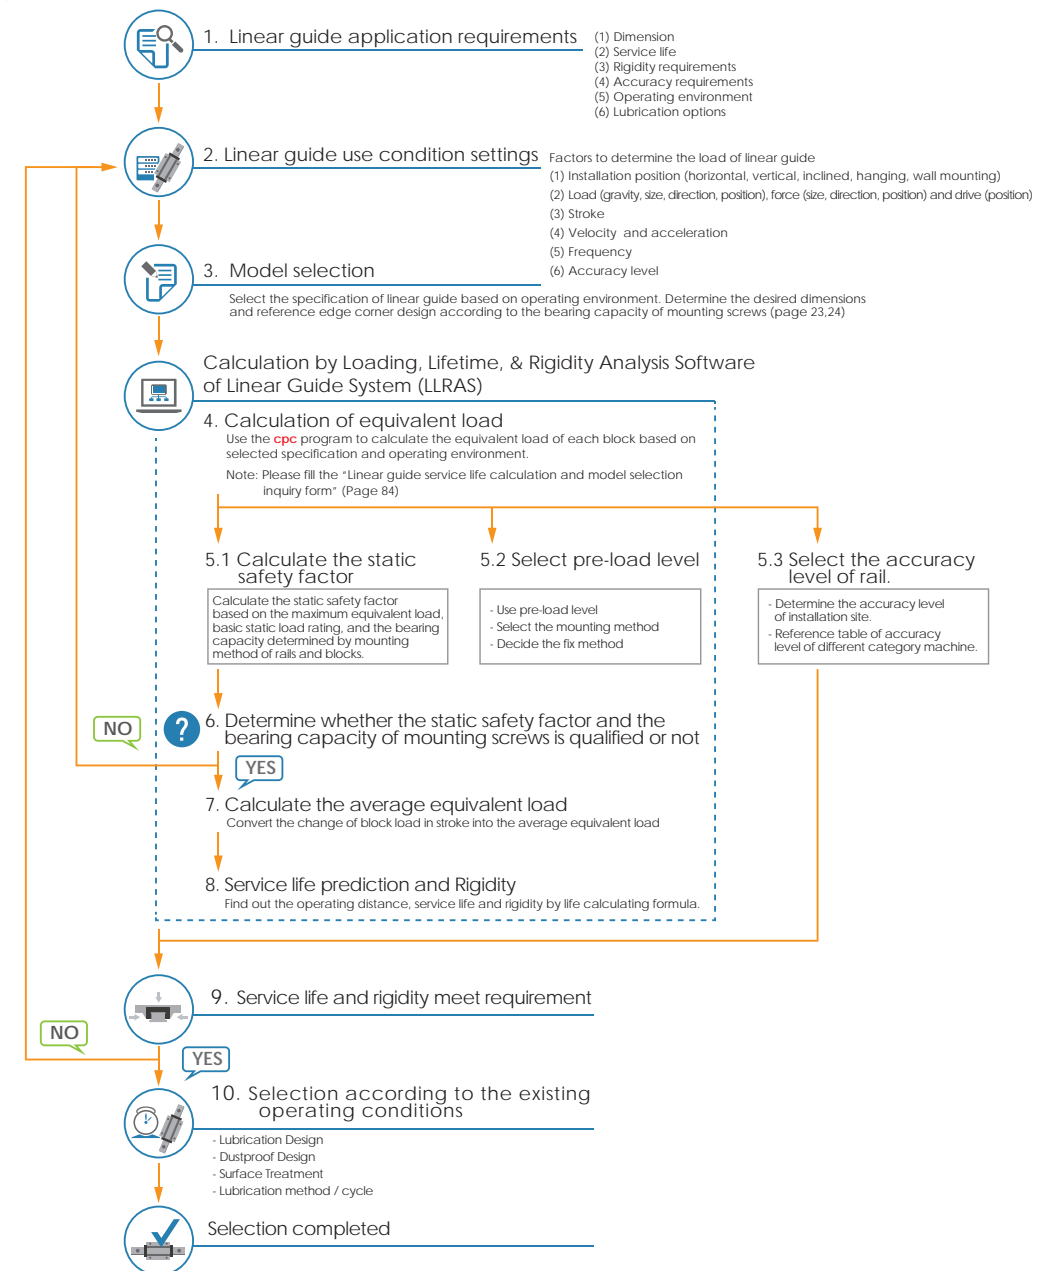 1. Linear guide application requirements
(1) Dimension
(2) Service life
(3) Rigidity requirements
(4) Accuracy requirements
(5) Operating environment
(6) Lubrication options
2. Linear guide use condition settings
Factors to determine the load of linear guide
(1) Installation position (horizontal, vertical, inclined, hanging, wall mounting)
(2) Load (gravity, size, direction, position), force (size, direction, position) and drive (position)
(3) Stroke
(4) Velocity and acceleration
(5) Frequency
(6) Accuracy level
3. Model selection
Select the specification of linear guide based on operating environment. Determine the desired dimensions
and reference edge corner design according to the bearing capacity of mounting screws (page 23,24)
Calculation by Loading, Lifetime, & Rigidity Analysis Software
of Linear Guide System (LLRAS)
4. Calculation of equivalent load
Use the cpc program to calculate the equivalent load of each block based on
selected specification and operating environment.
Note: Please fill the "Linear guide service life calculation and model selection
inquiry form" (Page 84)
5.1 Calculate the static
safety factor
Calculate the static safety factor
based on the maximum equivalent load,
basic static load rating, and the bearing
capacity determined by mounting
method of rails and blocks.
5.2 Select pre-load level
- Use pre-load level
- Select the mounting method
- Decide the fix method
5.3 Select the accuracy
level of rail.
- Determine the accuracy level
of installation site.
- Reference table of accuracy
level of different category machine.
NO
?
6. Determine whether the static safety factor and the
bearing capacity of mounting screws is qualified or not
YES
7. Calculate the average equivalent load
Convert the change of block load in stroke into the average equivalent load
8. Service life prediction and Rigidity
Find out the operating distance, service life and rigidity by life calculating formula.
9. Service life and rigidity meet requirement
NO
YES
10. Selection according to the existing
operating conditions
- Lubrication Design
- Dustproof Design
- Surface Treatment
- Lubrication method / cycle
Selection completed